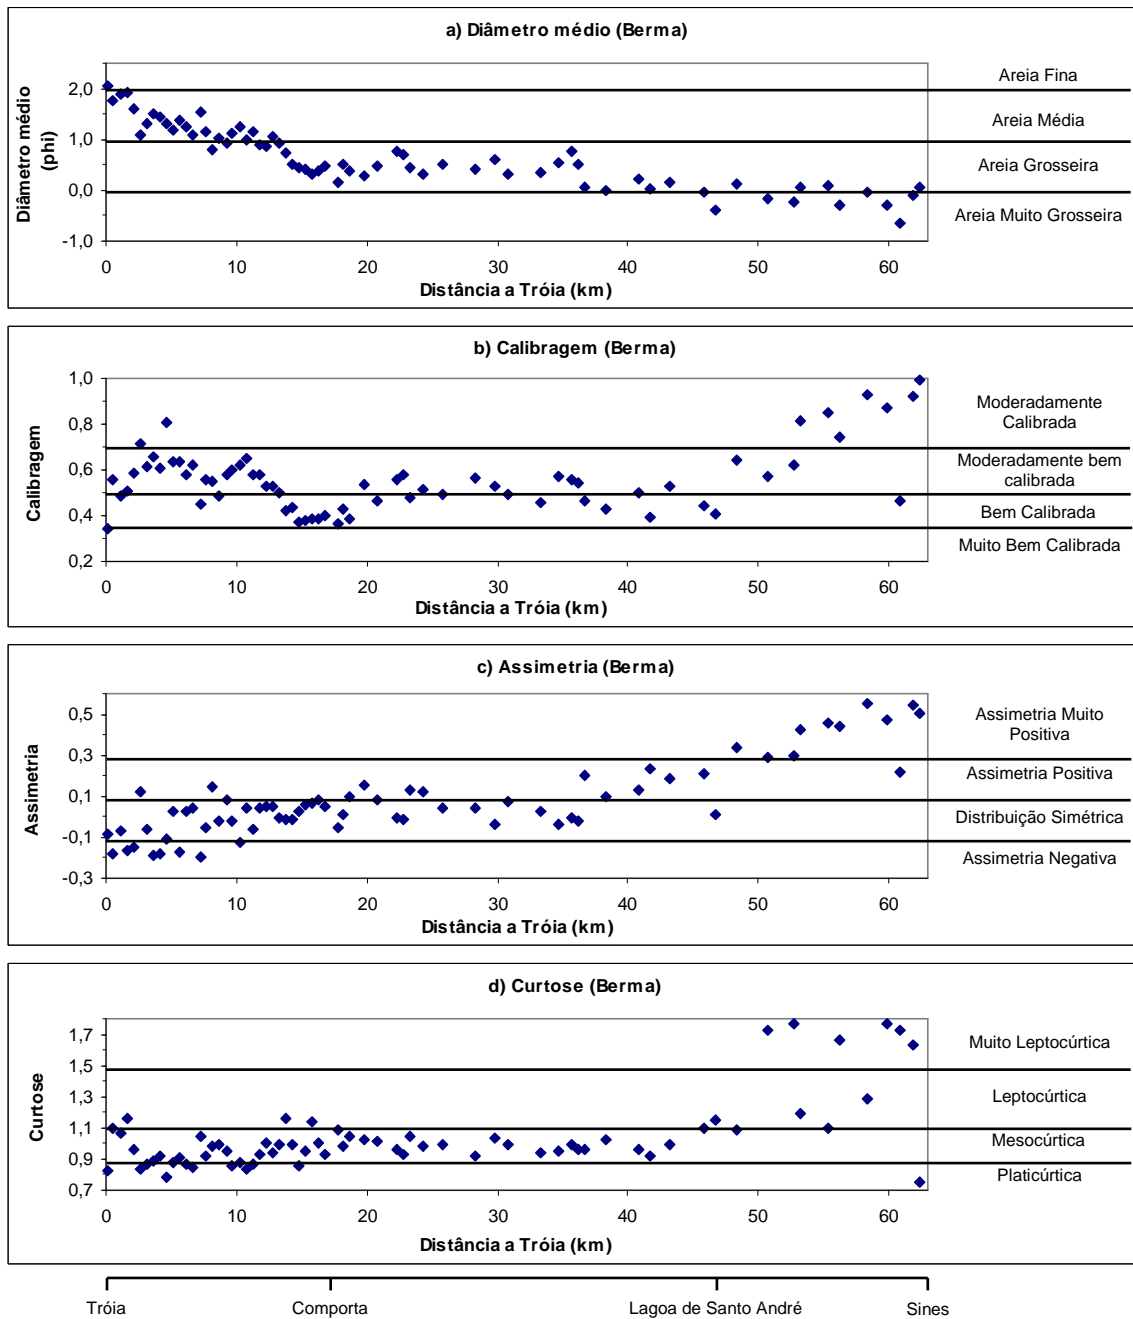 a) Diâmetro médio (Berma)
Diâmetro médio
(phi)
2,0
1,0
0,0
-1,0
0 10 20 30 40 50 60
Distância a Tróia (km)
Areia Fina
Areia Média
Areia Grosseira
Areia Muito Grosseira
b) Calibragem (Berma)
Calibragem
1,0
0,8
0,6
0,4
0,2
0 10 20 30 40 50 60
Distância a Tróia (km)
Moderadamente
Calibrada
Moderadamente bem
calibrada
Bem Calibrada
Muito Bem Calibrada
c) Assimetria (Berma)
Assimetria
0,5
0,3
0,1
-0,1
-0,3
0 10 20 30 40 50 60
Distância a Tróia (km)
Assimetria Muito
Positiva
Assimetria Positiva
Distribuição Simétrica
Assimetria Negativa
d) Curtose (Berma)
Curtose
1,7
1,5
1,3
1,1
0,9
0,7
0 10 20 30 40 50 60
Distância a Tróia (km)
Muito Leptocúrtica
Leptocúrtica
Mesocúrtica
Platicúrtica
Tróia Comporta Lagoa de Santo André Sines